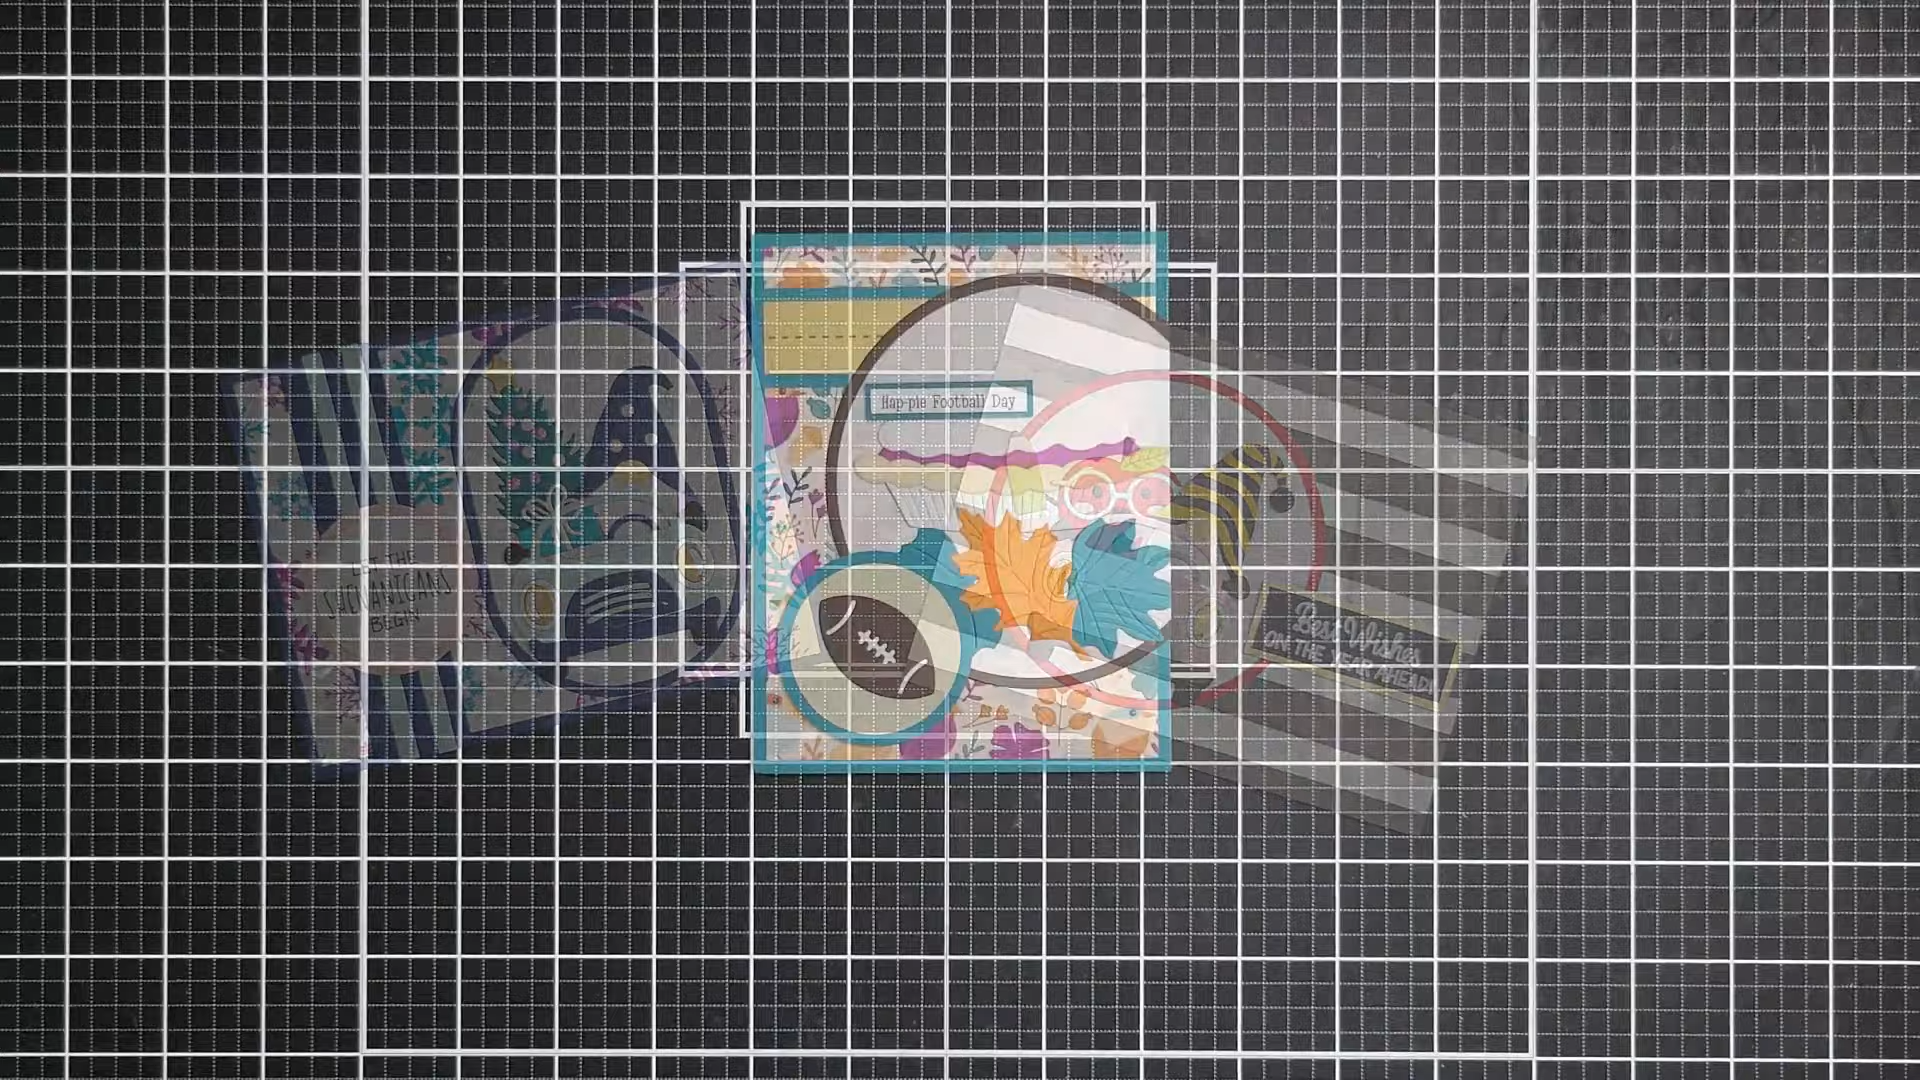 Hap-pie Football Day
LET THE
SHENANIGANS
BEGIN
Best Wishes
ON THE YEAR AHEAD!